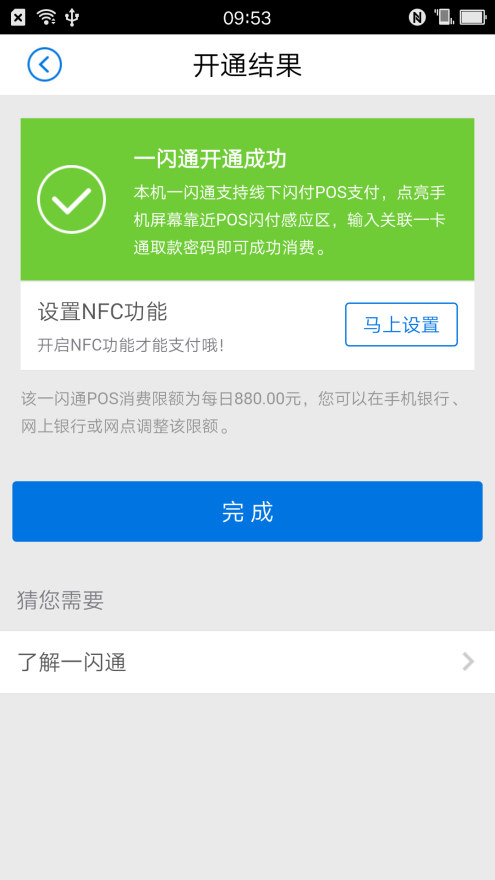 09:53
开通结果
一闪通开通成功
本机一闪通支持线下闪付POS支付，点亮手
机屏幕靠近POS闪付感应区，输入关联一卡
通取款密码即可成功消费。
设置NFC功能
马上设置
开启NFC功能才能支付哦！
该一闪通POS消费限额为每日880.00元，您可以在手机银行、
网上银行或网点调整该限额。
完成
猜您需要
了解一闪通